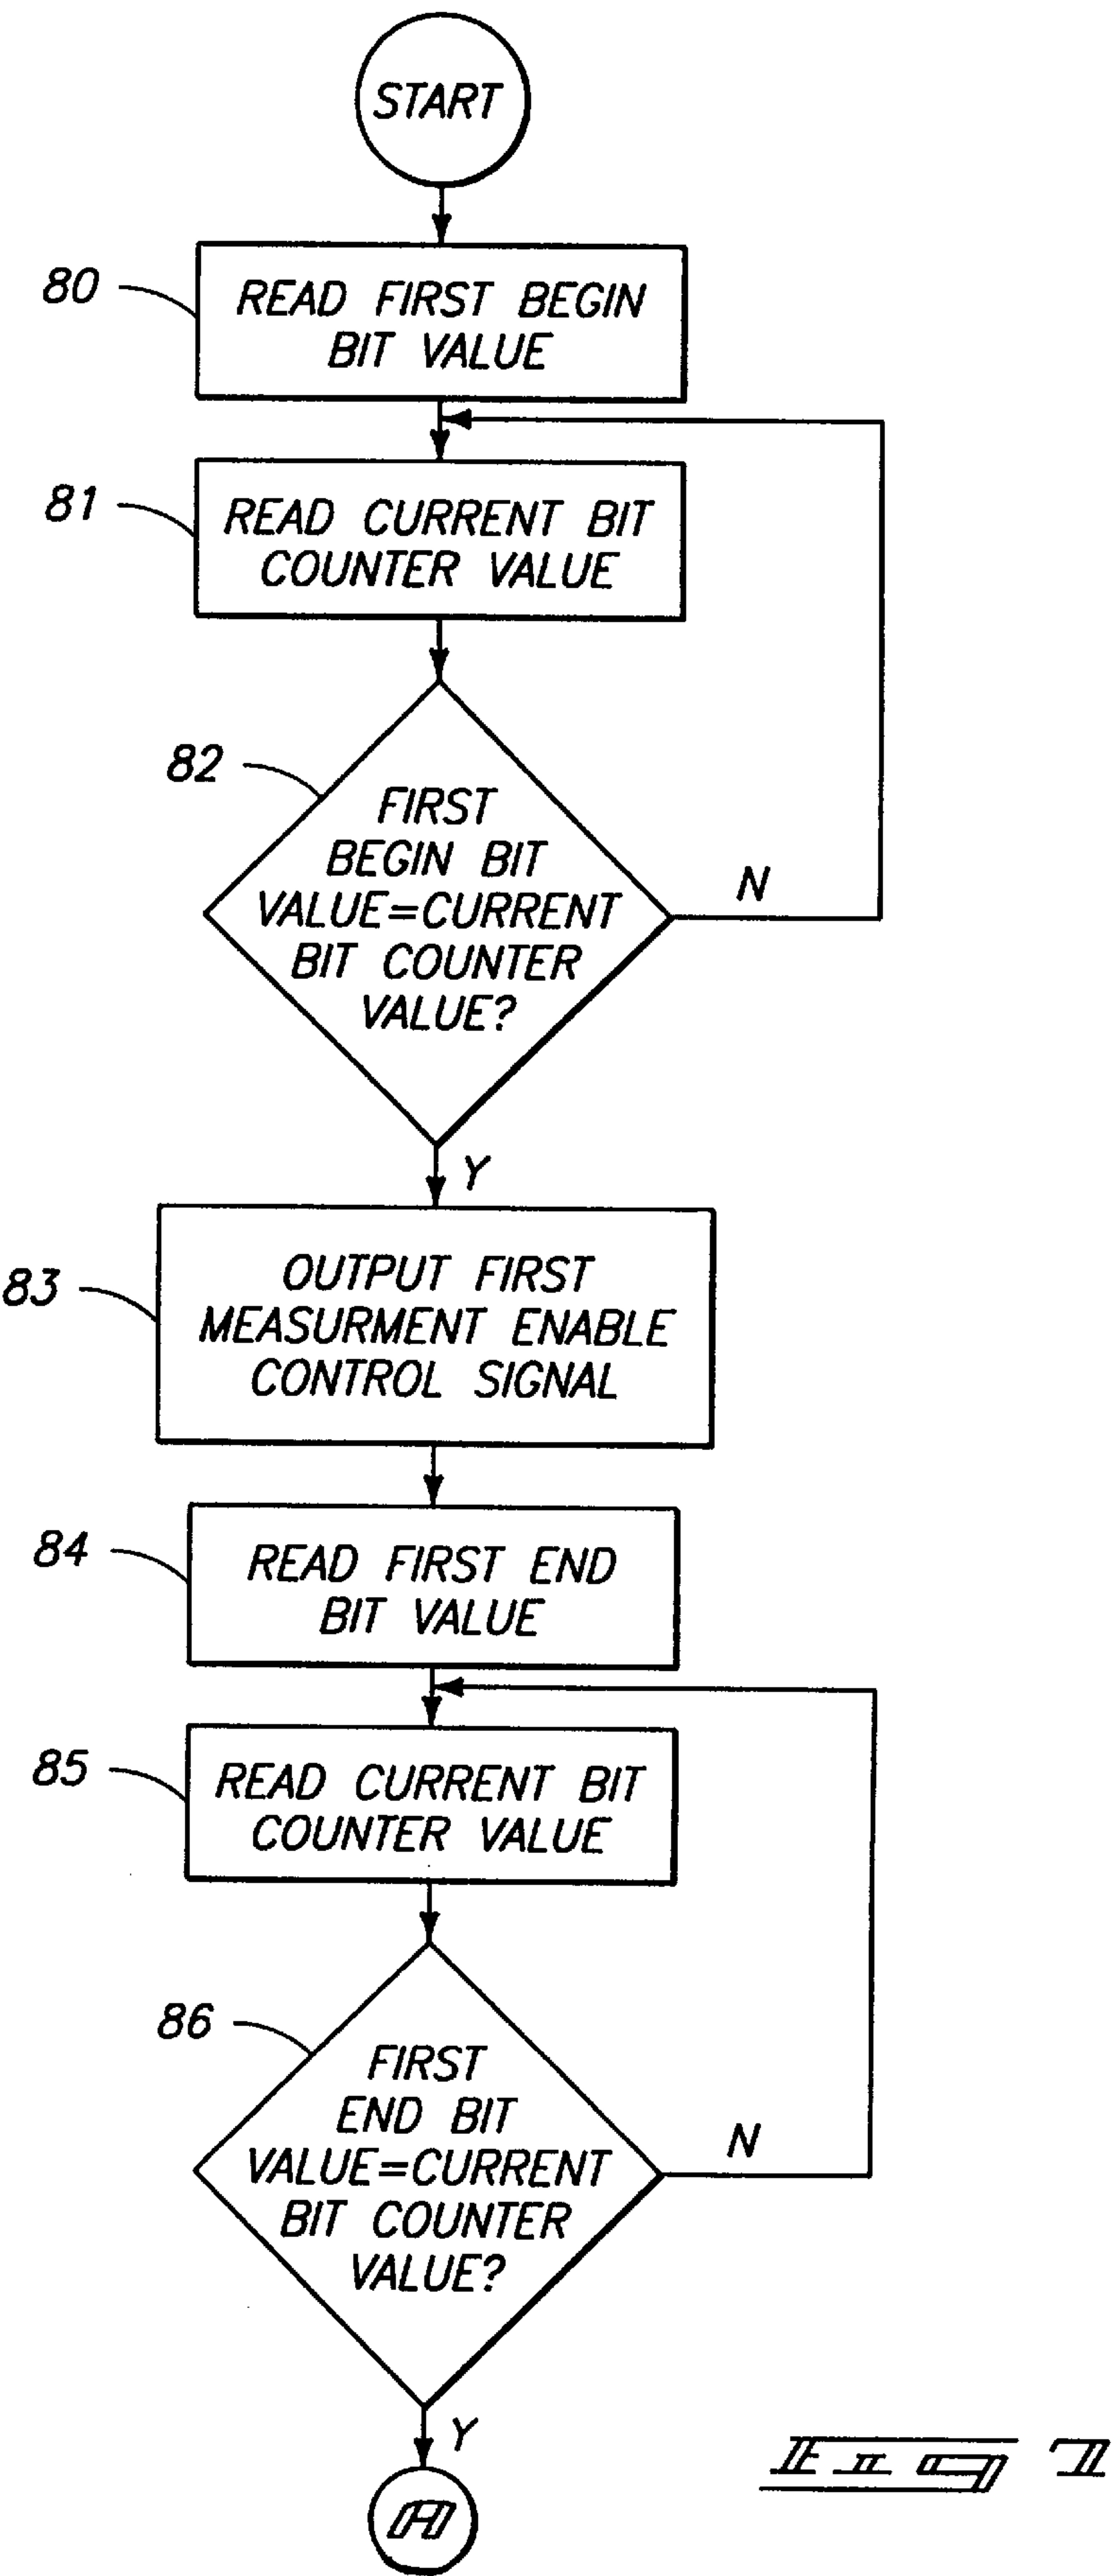 START
80
READ FIRST BEGIN
BIT VALUE
81
READ CURRENT BIT
COUNTER VALUE
82
FIRST
BEGIN BIT
VALUE=CURRENT
BIT COUNTER
VALUE?
N
Y
83
OUTPUT FIRST
MEASURMENT ENABLE
CONTROL SIGNAL
84
READ FIRST END
BIT VALUE
85
READ CURRENT BIT
COUNTER VALUE
86
FIRST
END BIT
VALUE=CURRENT
BIT COUNTER
VALUE?
N
Y
A
Fig 7